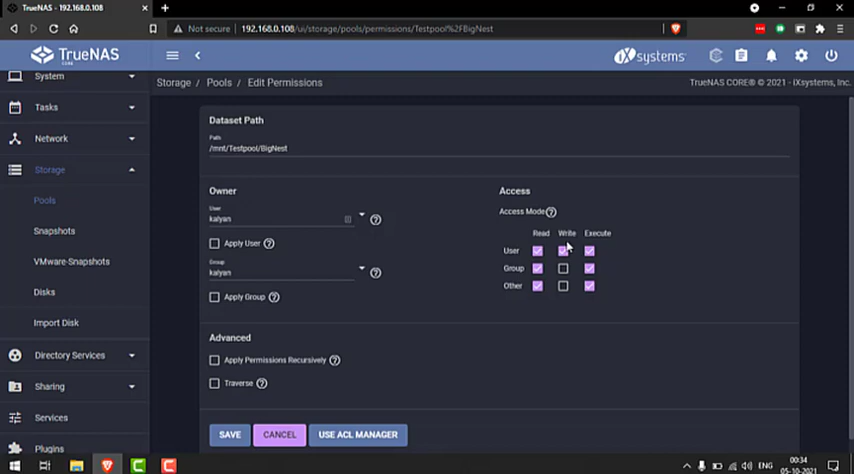 TrueNAS - 192.168.0.108
Not secure | 192.168.0.108/ui/storage/pools/permissions/Testpool%2FBigNest
TrueNAS
CORE
iXsystems
Storage / Pools / Edit Permissions
TrueNAS CORE® © 2021 - iXsystems, Inc.
System
Tasks
Network
Storage
Pools
Snapshots
VMware-Snapshots
Disks
Import Disk
Directory Services
Sharing
Services
Plugins
Dataset Path
Path
/mnt/Testpool/BigNest
Owner
User
kalyan
Apply User
Group
kalyan
Apply Group
Access
Access Mode
Read Write Execute
User
Group
Other
Advanced
Apply Permissions Recursively
Traverse
SAVE CANCEL USE ACL MANAGER
ENG
00:34
05-10-2021